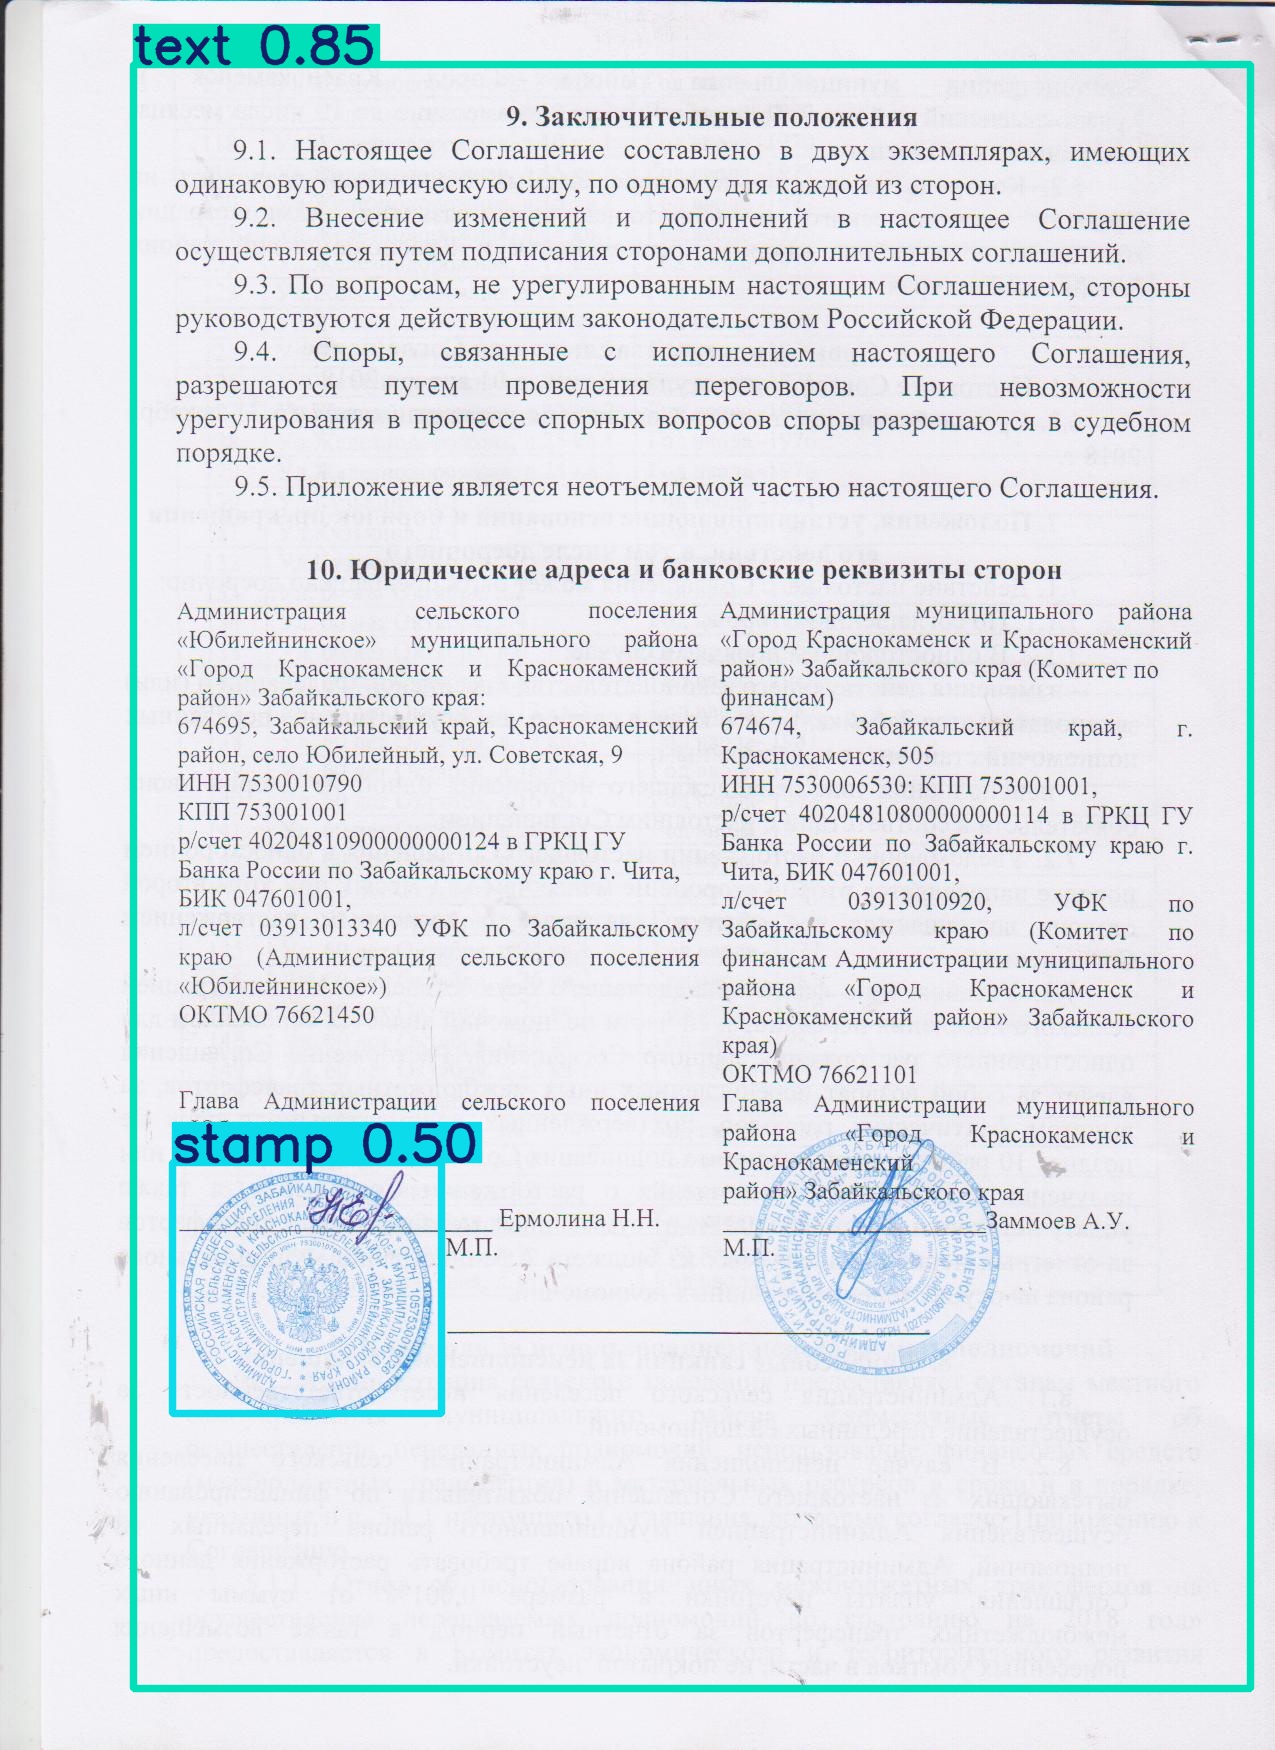 text 0.85
9. Заключительные положения
9.1. Настоящее Соглашение составлено в двух экземплярах, имеющих
одинаковую юридическую силу, по одному для каждой из сторон.
9.2. Внесение изменений и дополнений в настоящее Соглашение
осуществляется путем подписания сторонами дополнительных соглашений.
9.3. По вопросам, не урегулированным настоящим Соглашением, стороны
руководствуются действующим законодательством Российской Федерации.
9.4. Споры, связанные с исполнением настоящего Соглашения,
разрешаются путем проведения переговоров. При невозможности
урегулирования в процессе спорных вопросов споры разрешаются в судебном
порядке.
9.5. Приложение является неотъемлемой частью настоящего Соглашения.
10. Юридические адреса и банковские реквизиты сторон
Администрация сельского поселения
«Юбилейнинское» муниципального района
«Город Краснокаменск и Краснокаменский
район» Забайкальского края:
674695, Забайкальский край, Краснокаменский
район, село Юбилейный, ул. Советская, 9
ИНН 7530010790
КПП 753001001
р/счет 40204810900000000124 в ГРКЦ ГУ
Банка России по Забайкальскому краю г. Чита,
БИК 047601001,
л/счет 03913013340 УФК по Забайкальскому
краю (Администрация сельского поселения
«Юбилейнинское»)
ОКТМО 76621450
Глава Администрации сельского поселения
stamp 0.50
Ермолина Н.Н.
М.П.
Администрация муниципального района
«Город Краснокаменск и Краснокаменский
район» Забайкальского края (Комитет по
финансам)
674674, Забайкальский край, г.
Краснокаменск, 505
ИНН 7530006530; КПП 753001001,
р/счет 40204810800000000114 в ГРКЦ ГУ
Банка России по Забайкальскому краю г.
Чита, БИК 047601001,
л/счет 03913010920, УФК по
Забайкальскому краю (Комитет по
финансам Администрации муниципального
района «Город Краснокаменск и
Краснокаменский район» Забайкальского
края)
ОКТМО 76621101
Глава Администрации муниципального
района «Город Краснокаменск и
Краснокаменский
район» Забайкальского края
Заммоев А.У.
М.П.